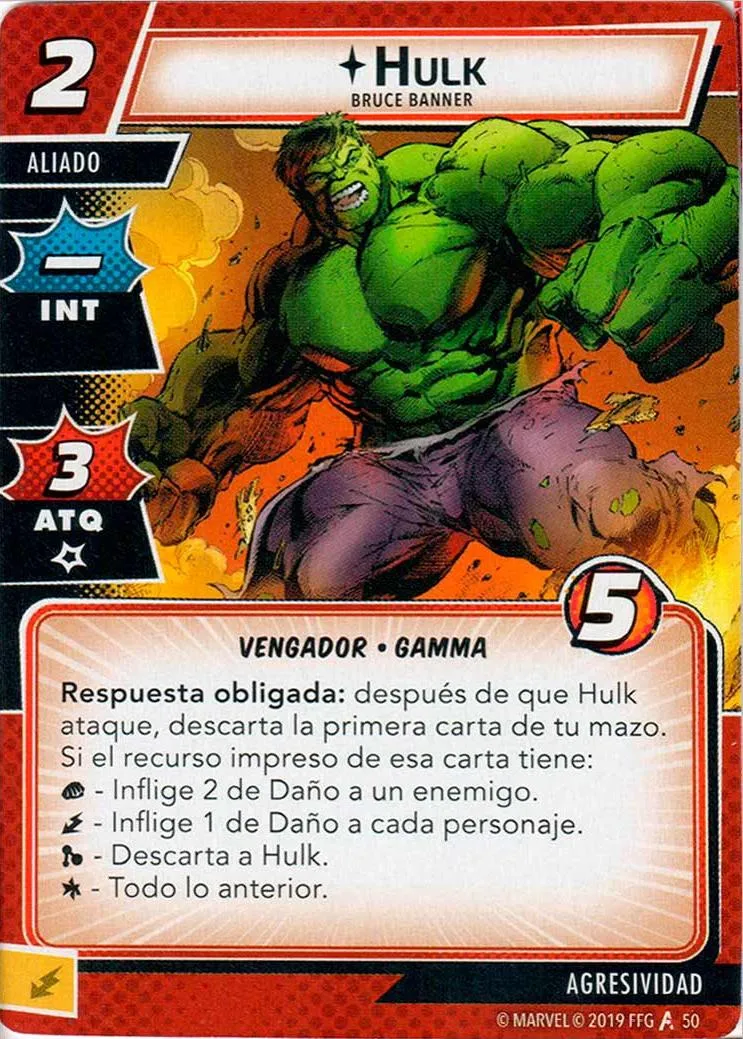 2
HULK
BRUCE BANNER
ALIADO
–
INT
3
ATQ
5
VENGADOR • GAMMA
Respuesta obligada: después de que Hulk
ataque, descarta la primera carta de tu mazo.
Si el recurso impreso de esa carta tiene:
- Inflige 2 de Daño a un enemigo.
- Inflige 1 de Daño a cada personaje.
- Descarta a Hulk.
- Todo lo anterior.
AGRESIVIDAD
© MARVEL © 2019 FFG 50